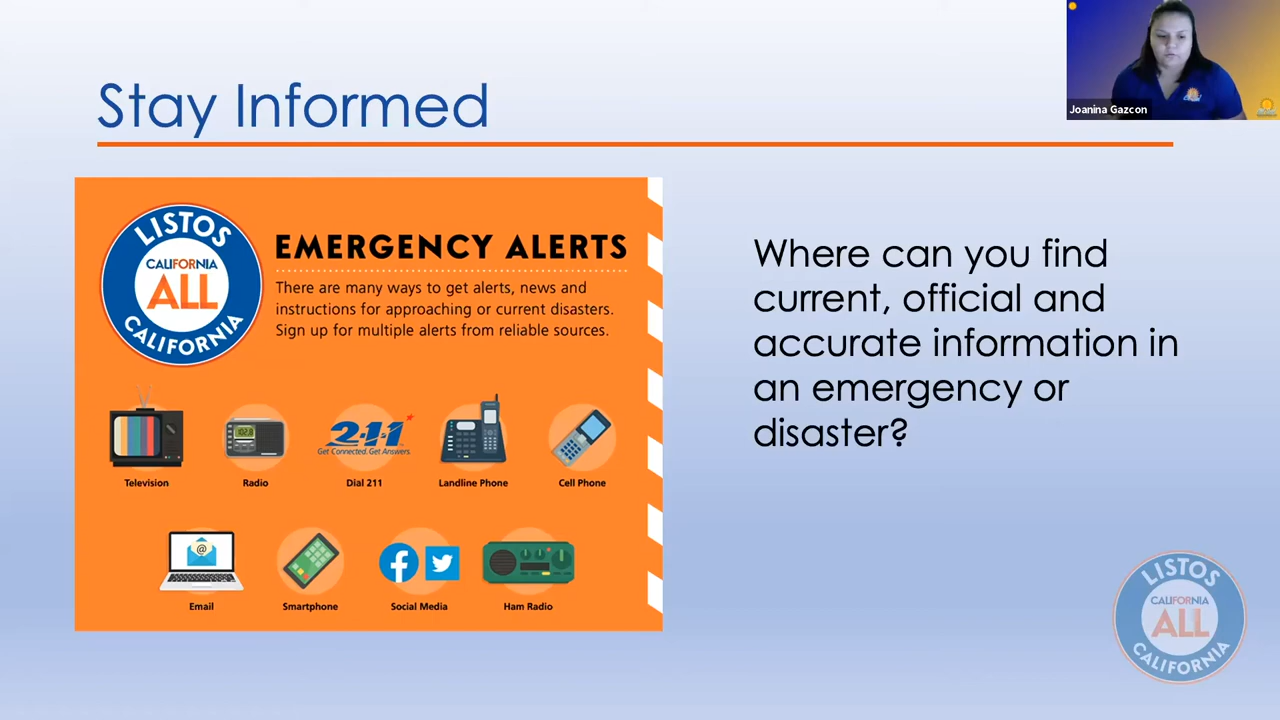 Stay Informed
Joanina Gazcon
LISTOS
CALIFORNIA
ALL
CALIFORNIA
EMERGENCY ALERTS
There are many ways to get alerts, news and
instructions for approaching or current disasters.
Sign up for multiple alerts from reliable sources.
102.8
2·1·1
Get Connected. Get Answers.
Television
Radio
Dial 211
Landline Phone
Cell Phone
@
Email
Smartphone
Social Media
Ham Radio
Where can you find
current, official and
accurate information in
an emergency or
disaster?
LISTOS
CALIFORNIA
ALL
CALIFORNIA